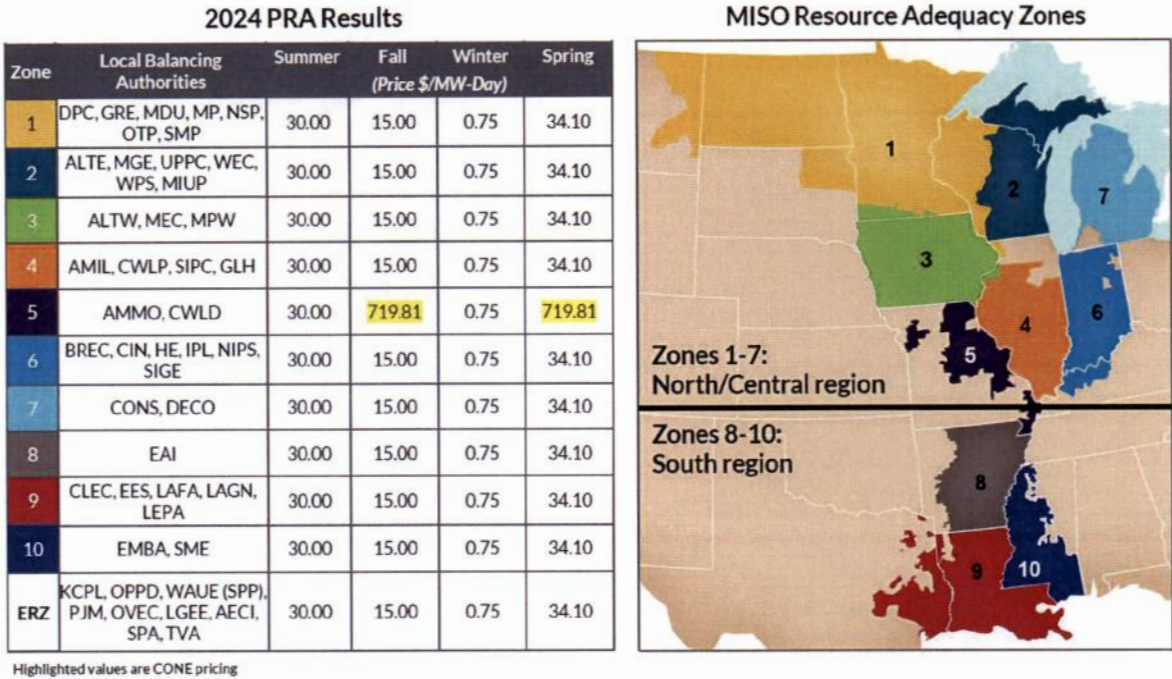 2024 PRA Results
Zone
Local Balancing
Authorities
Summer
Fall
Winter
Spring
(Price $/MW-Day)
1
DPC, GRE, MDU, MP, NSP,
OTP, SMP
30.00
15.00
0.75
34.10
2
ALTE, MGE, UPPC, WEC,
WPS, MIUP
30.00
15.00
0.75
34.10
3
ALTW, MEC, MPW
30.00
15.00
0.75
34.10
4
AMIL, CWLP, SIPC, GLH
30.00
15.00
0.75
34.10
5
AMMO, CWLD
30.00
719.81
0.75
719.81
6
BREC, CIN, HE, IPL, NIPS,
SIGE
30.00
15.00
0.75
34.10
7
CONS, DECO
30.00
15.00
0.75
34.10
8
EAI
30.00
15.00
0.75
34.10
9
CLEC, EES, LAFA, LAGN,
LEPA
30.00
15.00
0.75
34.10
10
EMBA, SME
30.00
15.00
0.75
34.10
ERZ
KCPL, OPPD, WAUE (SPP),
PJM, OVEC, LGEE, AECI,
SPA, TVA
30.00
15.00
0.75
34.10
Highlighted values are CONE pricing
MISO Resource Adequacy Zones
1
2
7
3
4
6
5
Zones 1-7:
North/Central region
Zones 8-10:
South region
8
9
10